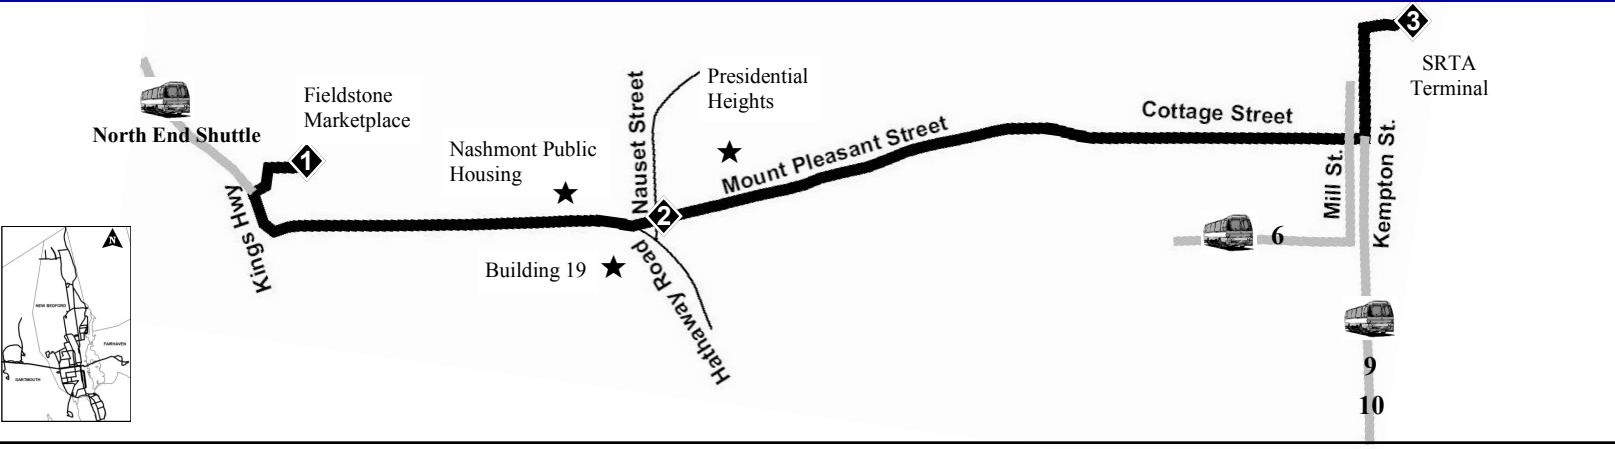 3
SRTA
Terminal
Presidential
Heights
Fieldstone
Marketplace
North End Shuttle
1
Nashmont Public
Housing
Nauset Street
Mount Pleasant Street
Cottage Street
Mill St.
Kempton St.
2
Kings Hwy
Building 19
Hathaway Road
6
9
10
N
NEW BEDFORD
FAIRHAVEN
DARTMOUTH